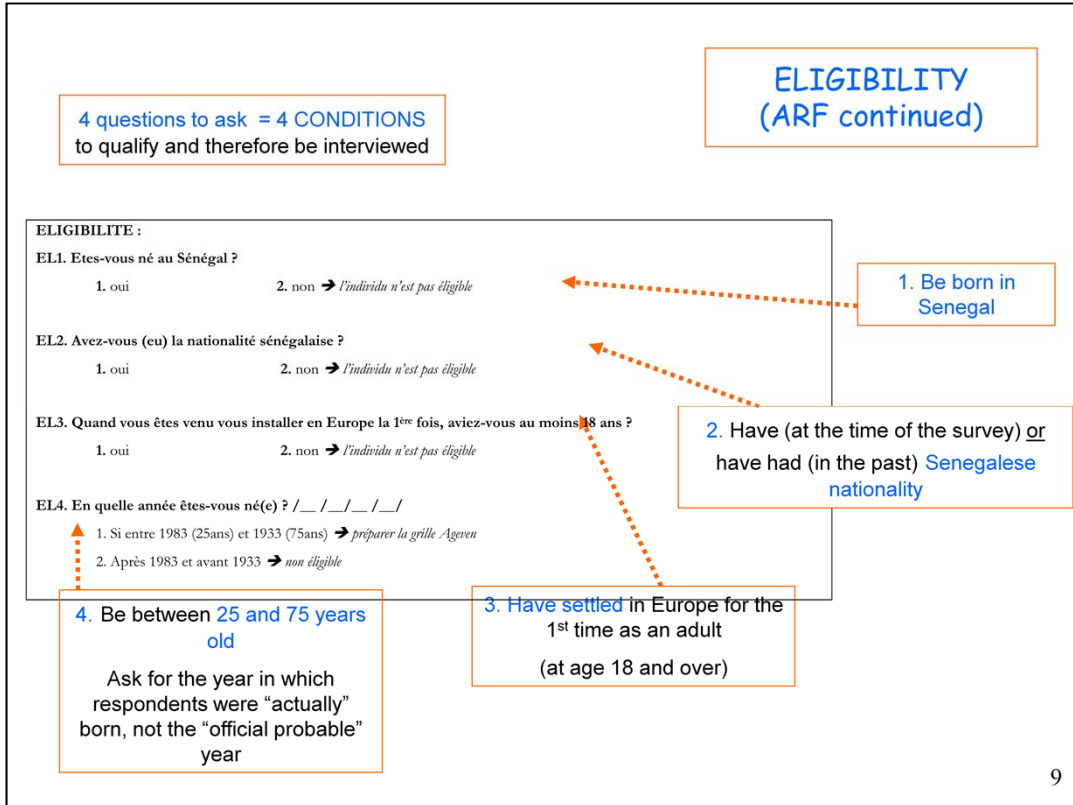 ELIGIBILITY
(ARF continued)
4 questions to ask = 4 CONDITIONS
to qualify and therefore be interviewed
ELIGIBILITE :
EL1. Etes-vous né au Sénégal ?
1. oui 2. non ➔ l'individu n'est pas éligible
1. Be born in
Senegal
EL2. Avez-vous (eu) la nationalité sénégalaise ?
1. oui 2. non ➔ l'individu n'est pas éligible
2. Have (at the time of the survey) or
have had (in the past) Senegalese
nationality
EL3. Quand vous êtes venu vous installer en Europe la 1ère fois, aviez-vous au moins 18 ans ?
1. oui 2. non ➔ l'individu n'est pas éligible
EL4. En quelle année êtes-vous né(e) ? /__ /__/__ /__/
1. Si entre 1983 (25ans) et 1933 (75ans) ➔ préparer la grille Ageven
2. Après 1983 et avant 1933 ➔ non éligible
3. Have settled in Europe for the
1st time as an adult
(at age 18 and over)
4. Be between 25 and 75 years
old
Ask for the year in which
respondents were “actually”
born, not the “official probable”
year
9